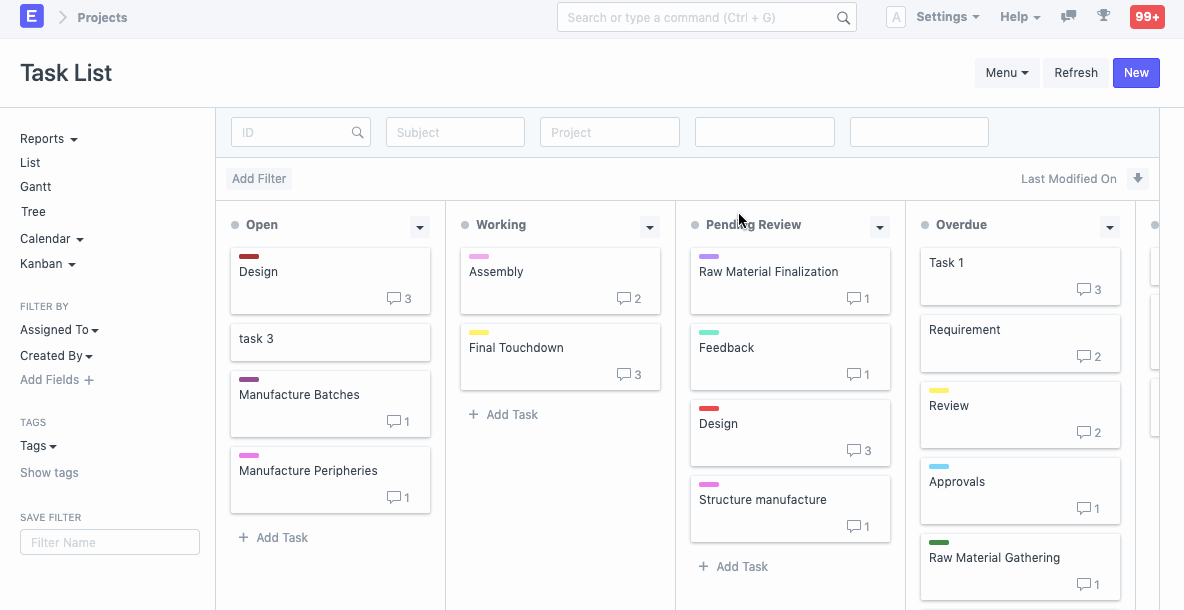 E
Projects
Search or type a command (Ctrl + G)
A
Settings
Help
99+
Task List
Menu
Refresh
New
Reports
List
Gantt
Tree
Calendar
Kanban
FILTER BY
Assigned To
Created By
Add Fields
TAGS
Tags
Show tags
SAVE FILTER
Filter Name
ID
Subject
Project
Add Filter
Last Modified On
Open
Design
3
task 3
Manufacture Batches
1
Manufacture Peripheries
1
Add Task
Working
Assembly
2
Final Touchdown
3
Add Task
Pending Review
Raw Material Finalization
1
Feedback
1
Design
3
Structure manufacture
1
Add Task
Overdue
Task 1
3
Requirement
2
Review
2
Approvals
1
Raw Material Gathering
1